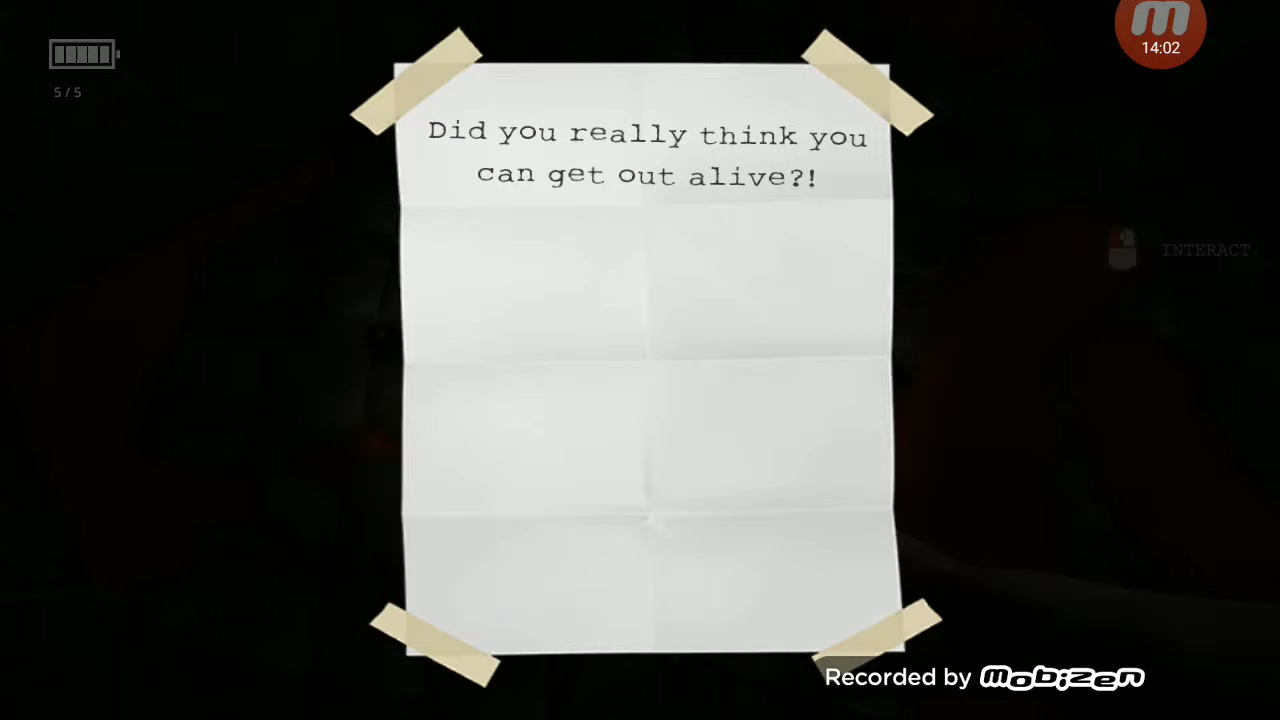 14:02
5/5
Did you really think you
can get out alive?!
INTERACT
Recorded by mobizen